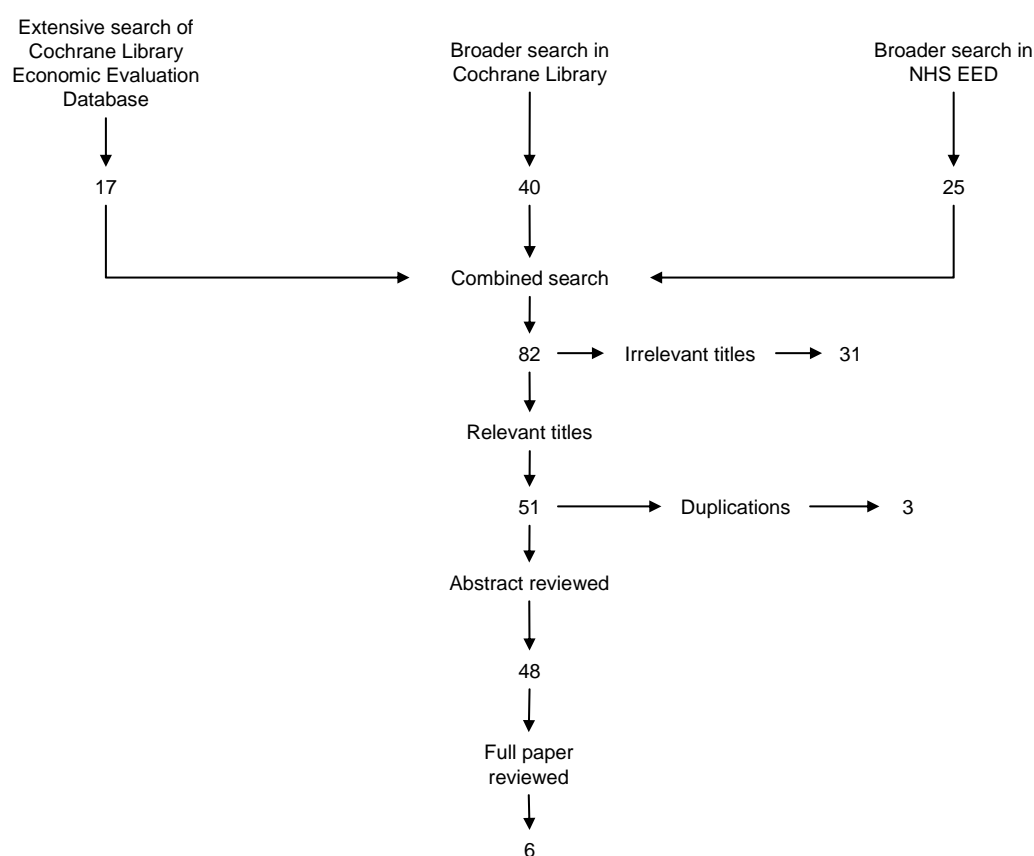 Extensive search of
Cochrane Library
Economic Evaluation
Database
Broader search in
Cochrane Library
Broader search in
NHS EED
17
40
25
Combined search
82
Irrelevant titles
31
Relevant titles
51
Duplications
3
Abstract reviewed
48
Full paper
reviewed
6